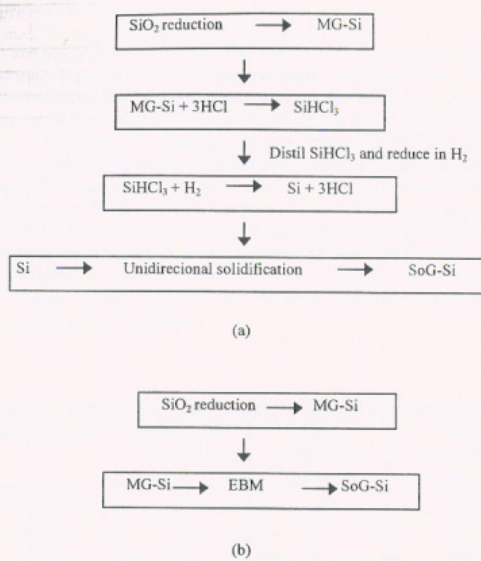 SiO₂ reduction → MG-Si
MG-Si + 3HCl → SiHCl₃
Distil SiHCl₃ and reduce in H₂
SiHCl₃ + H₂ → Si + 3HCl
Si → Unidirecional solidification → SoG-Si
(a)
SiO₂ reduction → MG-Si
MG-Si → EBM → SoG-Si
(b)